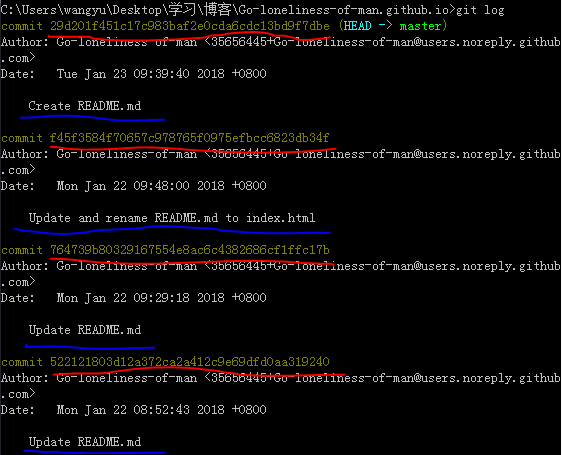 C:\Users\wangyu\Desktop\学习\博客\Go-loneliness-of-man.github.io>git log
commit 29d201f451c17c983baf2e0cda6cdc13bd9f7dbe (HEAD -> master)
Author: Go-loneliness-of-man <35656445+Go-loneliness-of-man@users.noreply.github
.com>
Date:   Tue Jan 23 09:39:40 2018 +0800
Create README.md
commit f45f3584f70657c978765f0975efbcc6823db34f
Author: Go-loneliness-of-man <35656445+Go-loneliness-of-man@users.noreply.github
.com>
Date:   Mon Jan 22 09:48:00 2018 +0800
Update and rename README.md to index.html
commit 764739b80329167554e8ac6c4382686cf1ffc17b
Author: Go-loneliness-of-man <35656445+Go-loneliness-of-man@users.noreply.github
.com>
Date:   Mon Jan 22 09:29:18 2018 +0800
Update README.md
commit 522121803d12a372ca2a412c9e69dfd0aa319240
Author: Go-loneliness-of-man <35656445+Go-loneliness-of-man@users.noreply.github
.com>
Date:   Mon Jan 22 08:52:43 2018 +0800
Update README.md